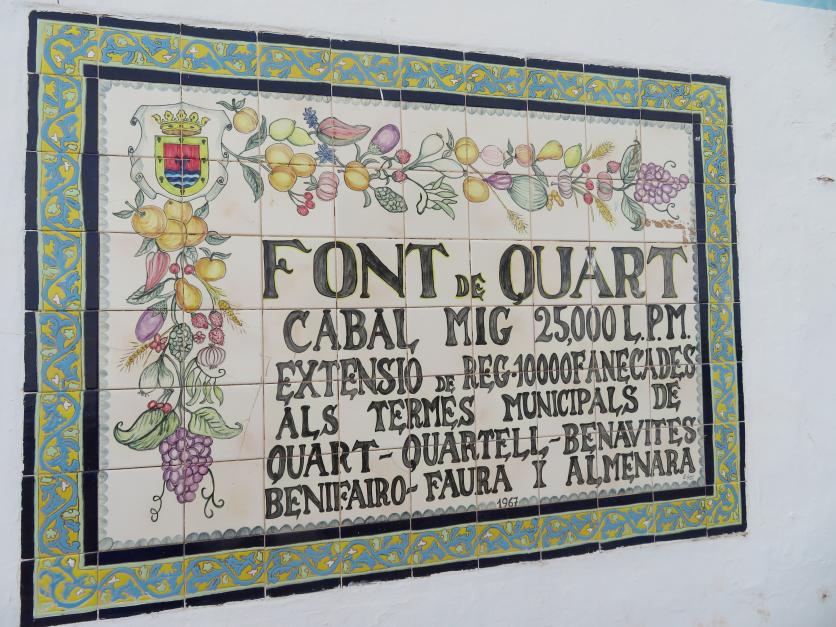 FONT DE QUART
CABAL MIG 25,000 L.P.M.
EXTENSIO DE REG-10000 FANECADES
ALS TERMES MUNICIPALS DE
QUART-QUARTELL-BENAVITES
BENIFAIRO-FAURA I ALMENARA
1967